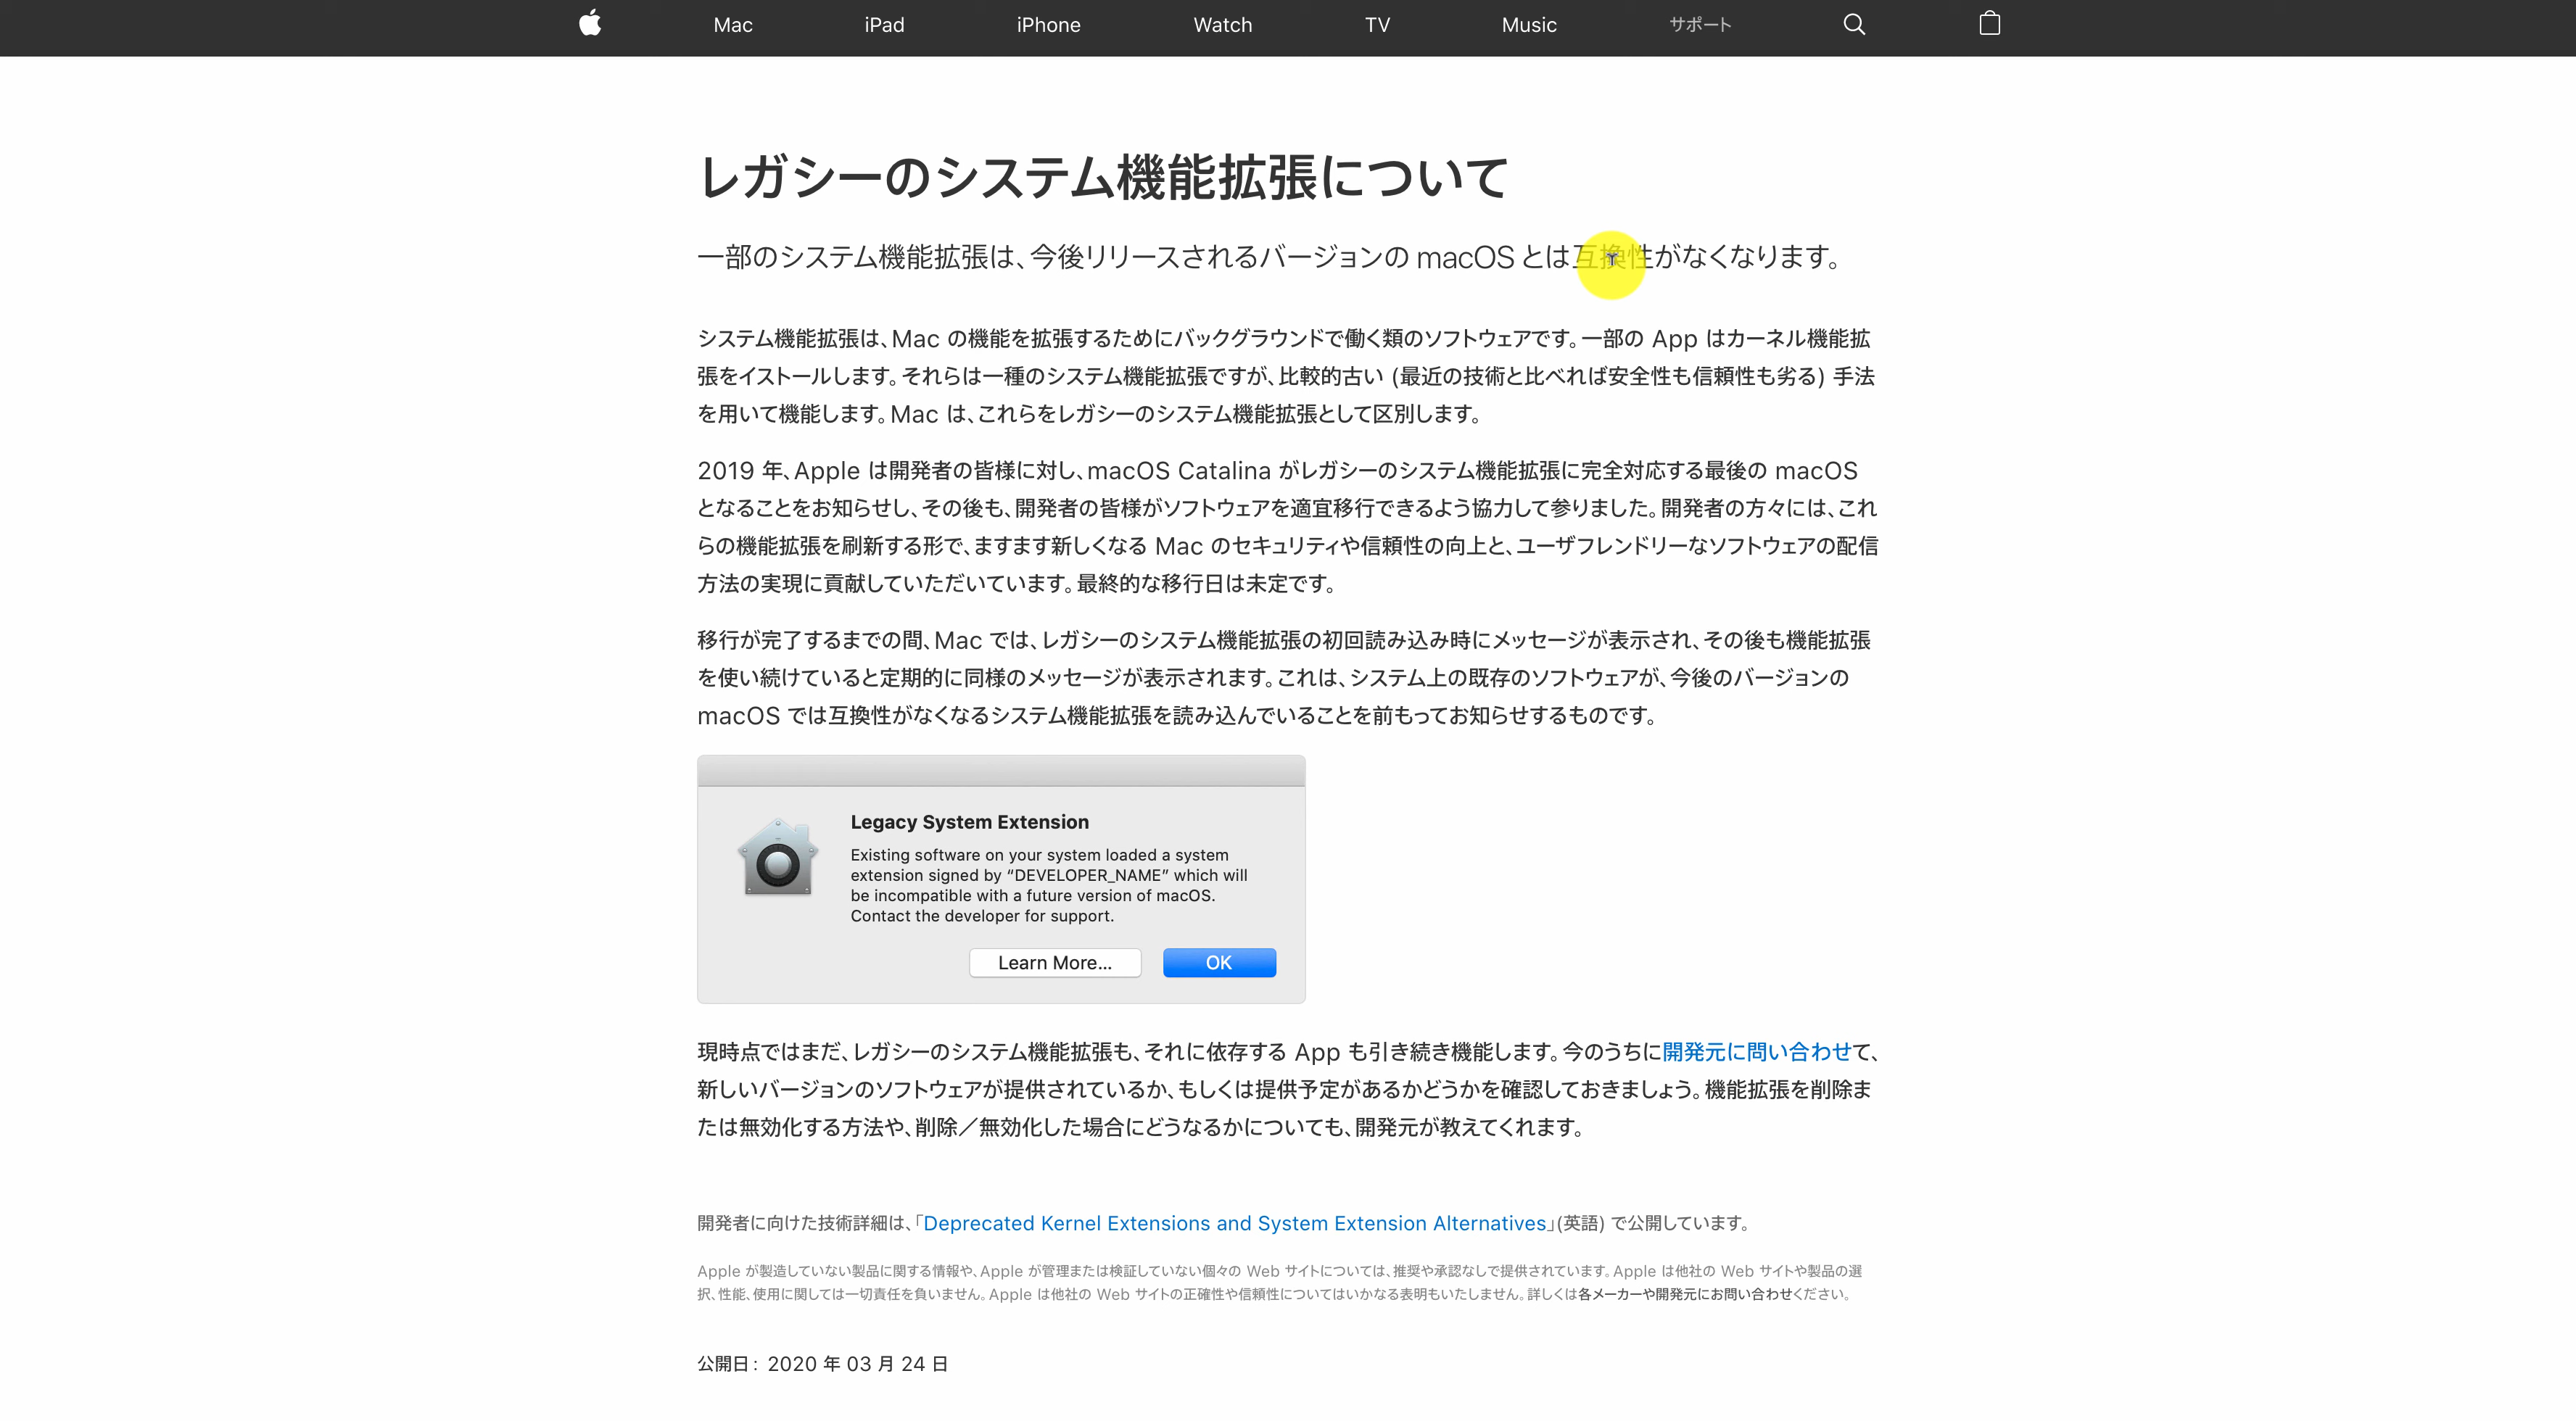 Mac iPad iPhone Watch TV Music サポート
レガシーのシステム機能拡張について
一部のシステム機能拡張は、今後リリースされるバージョンの macOS とは互換性がなくなります。
システム機能拡張は、Mac の機能を拡張するためにバックグラウンドで働く類のソフトウェアです。一部の App はカーネル機能拡
張をイストールします。それらは一種のシステム機能拡張ですが、比較的古い (最近の技術と比べれば安全性も信頼性も劣る) 手法
を用いて機能します。Mac は、これらをレガシーのシステム機能拡張として区別します。
2019 年、Apple は開発者の皆様に対し、macOS Catalina がレガシーのシステム機能拡張に完全対応する最後の macOS
となることをお知らせし、その後も、開発者の皆様がソフトウェアを適宜移行できるよう協力して参りました。開発者の方々には、これ
らの機能拡張を刷新する形で、ますます新しくなる Mac のセキュリティや信頼性の向上と、ユーザフレンドリーなソフトウェアの配信
方法の実現に貢献していただいています。最終的な移行日は未定です。
移行が完了するまでの間、Mac では、レガシーのシステム機能拡張の初回読み込み時にメッセージが表示され、その後も機能拡張
を使い続けていると定期的に同様のメッセージが表示されます。これは、システム上の既存のソフトウェアが、今後のバージョンの
macOS では互換性がなくなるシステム機能拡張を読み込んでいることを前もってお知らせするものです。
Legacy System Extension
Existing software on your system loaded a system
extension signed by “DEVELOPER_NAME” which will
be incompatible with a future version of macOS.
Contact the developer for support.
Learn More... OK
現時点ではまだ、レガシーのシステム機能拡張も、それに依存する App も引き続き機能します。今のうちに開発元に問い合わせて、
新しいバージョンのソフトウェアが提供されているか、もしくは提供予定があるかどうかを確認しておきましょう。機能拡張を削除ま
たは無効化する方法や、削除／無効化した場合にどうなるかについても、開発元が教えてくれます。
開発者に向けた技術詳細は、「Deprecated Kernel Extensions and System Extension Alternatives」(英語) で公開しています。
Apple が製造していない製品に関する情報や、Apple が管理または検証していない個々の Web サイトについては、推奨や承認なしで提供されています。Apple は他社の Web サイトや製品の選
択、性能、使用に関しては一切責任を負いません。Apple は他社の Web サイトの正確性や信頼性についてはいかなる表明もいたしません。詳しくは各メーカーや開発元にお問い合わせください。
公開日: 2020 年 03 月 24 日